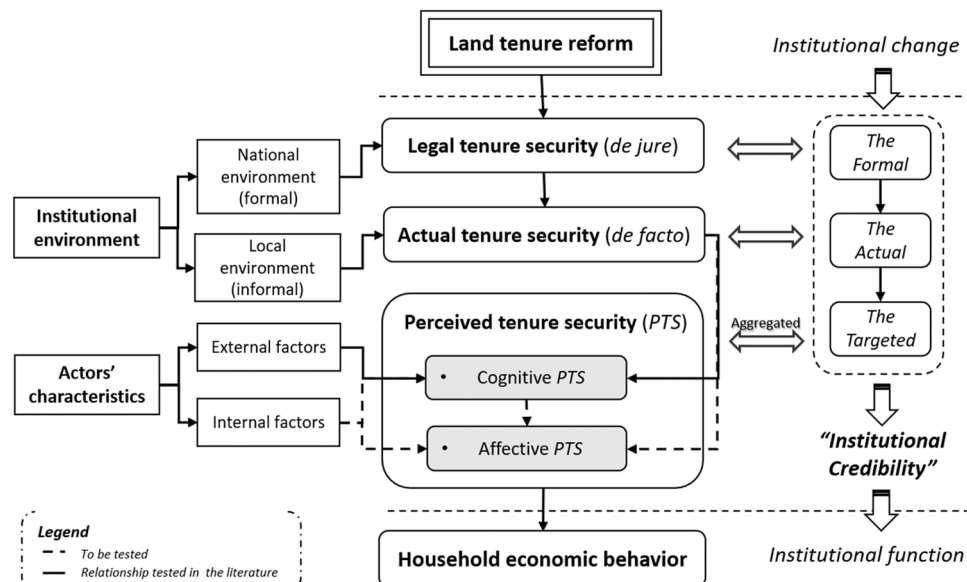 Land tenure reform
Institutional change
Legal tenure security (de jure)
The
Formal
National
environment
(formal)
Institutional
environment
Actual tenure security (de facto)
The
Actual
Local
environment
(informal)
Perceived tenure security (PTS)
Aggregated
The
Targeted
External factors
• Cognitive PTS
Actors'
characteristics
Internal factors
• Affective PTS
“Institutional
Credibility”
Legend
To be tested
Relationship tested in the literature
Household economic behavior
Institutional function